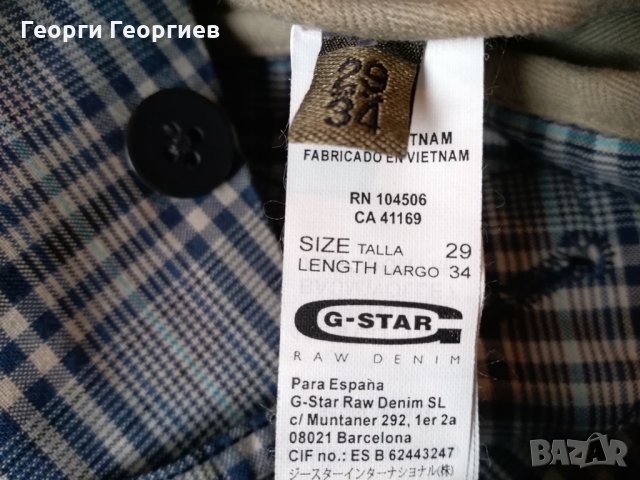 Георги Георгиев
29
34
TNAM
FABRICADO EN VIETNAM
RN 104506
CA 41169
SIZE TALLA 29
LENGTH LARGO 34
G-STAR
RAW DENIM
Para España
G-Star Raw Denim SL
c/ Muntaner 292, 1er 2a
08021 Barcelona
CIF no.: ES B 62443247
ジースターインターナショナル(株)
BAZAR